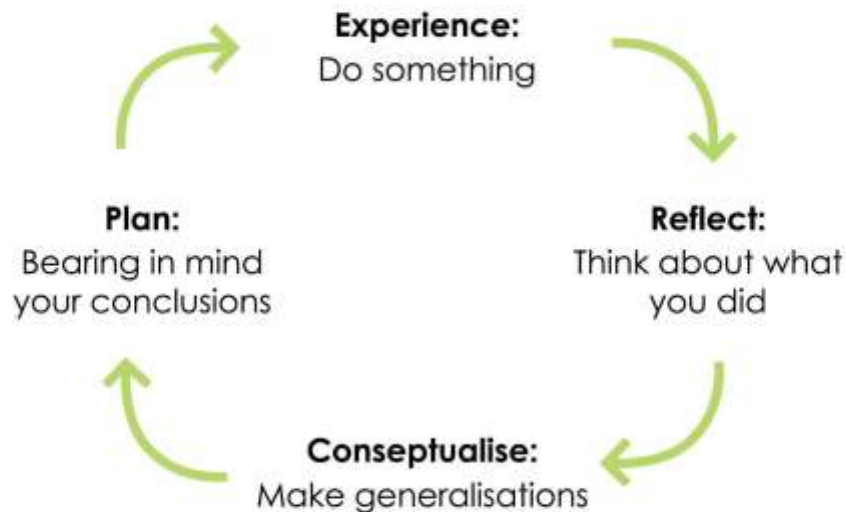 Experience:
Do something
Reflect:
Think about what
you did
Conseptualise:
Make generalisations
Plan:
Bearing in mind
your conclusions